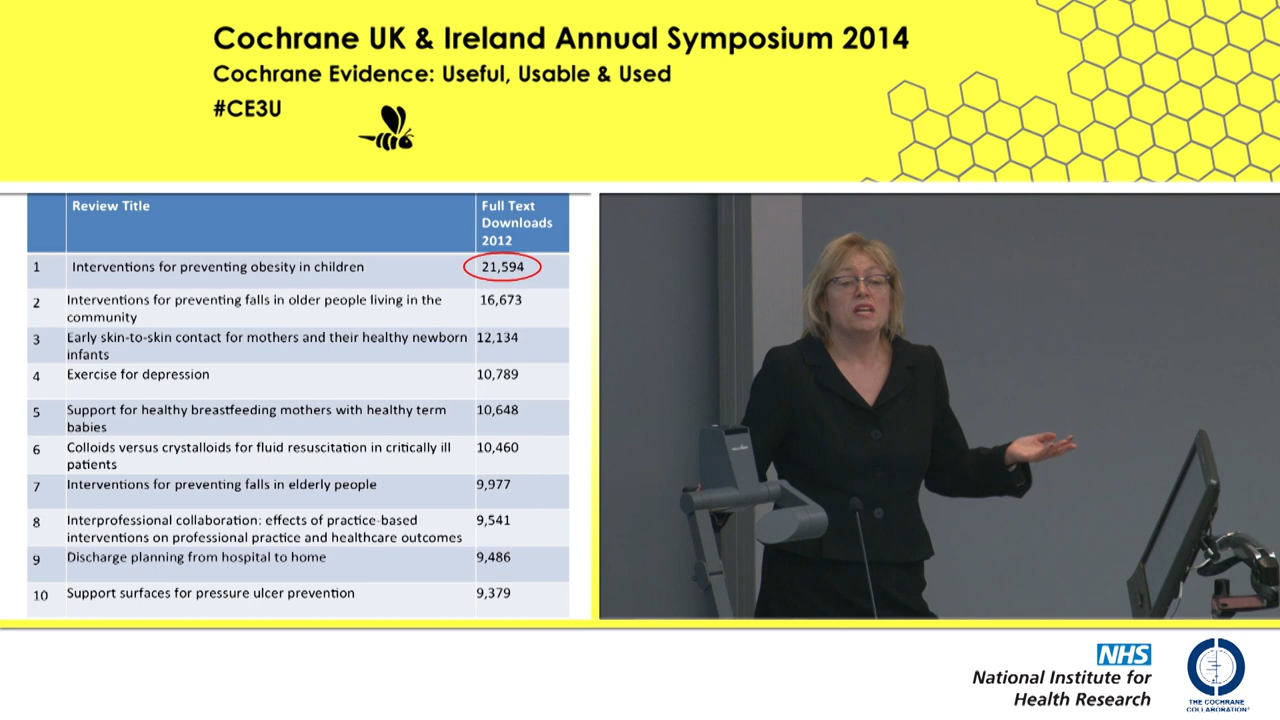 Cochrane UK & Ireland Annual Symposium 2014
Cochrane Evidence: Useful, Usable & Used
#CE3U
Review Title
Full Text
Downloads
2012
1 Interventions for preventing obesity in children 21,594
2 Interventions for preventing falls in older people living in the 16,673
community
3 Early skin-to-skin contact for mothers and their healthy newborn 12,134
infants
4 Exercise for depression 10,789
5 Support for healthy breastfeeding mothers with healthy term 10,648
babies
6 Colloids versus crystalloids for fluid resuscitation in critically ill 10,460
patients
7 Interventions for preventing falls in elderly people 9,977
8 Interprofessional collaboration: effects of practice-based 9,541
interventions on professional practice and healthcare outcomes
9 Discharge planning from hospital to home 9,486
10 Support surfaces for pressure ulcer prevention 9,379
NHS
National Institute for
Health Research
THE COCHRANE
COLLABORATION®